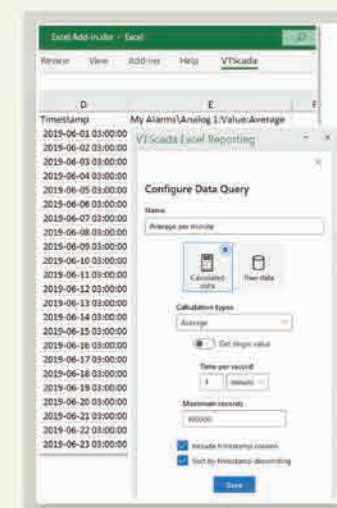 Excel Add-in.xlsx - Excel
Review View Add-ins Help VTScada
D E F
Timestamp My Alarms\Analog 1:Value:Average
2019-06-01 03:00:00
2019-06-02 03:00:00
2019-06-03 03:00:00
2019-06-04 03:00:00
2019-06-05 03:00:00
2019-06-06 03:00:00
2019-06-07 03:00:00
2019-06-08 03:00:00
2019-06-09 03:00:00
2019-06-10 03:00:00
2019-06-11 03:00:00
2019-06-12 03:00:00
2019-06-13 03:00:00
2019-06-14 03:00:00
2019-06-15 03:00:00
2019-06-16 03:00:00
2019-06-17 03:00:00
2019-06-18 03:00:00
2019-06-19 03:00:00
2019-06-20 03:00:00
2019-06-21 03:00:00
2019-06-22 03:00:00
2019-06-23 03:00:00
VTScada Excel Reporting
Configure Data Query
Name
Average per minute
Calculated data
Raw data
Calculation types
Average
Get single value
Time per record
1 minute
Maximum records
Include timestamp column
Sort by timestamp descending
Save